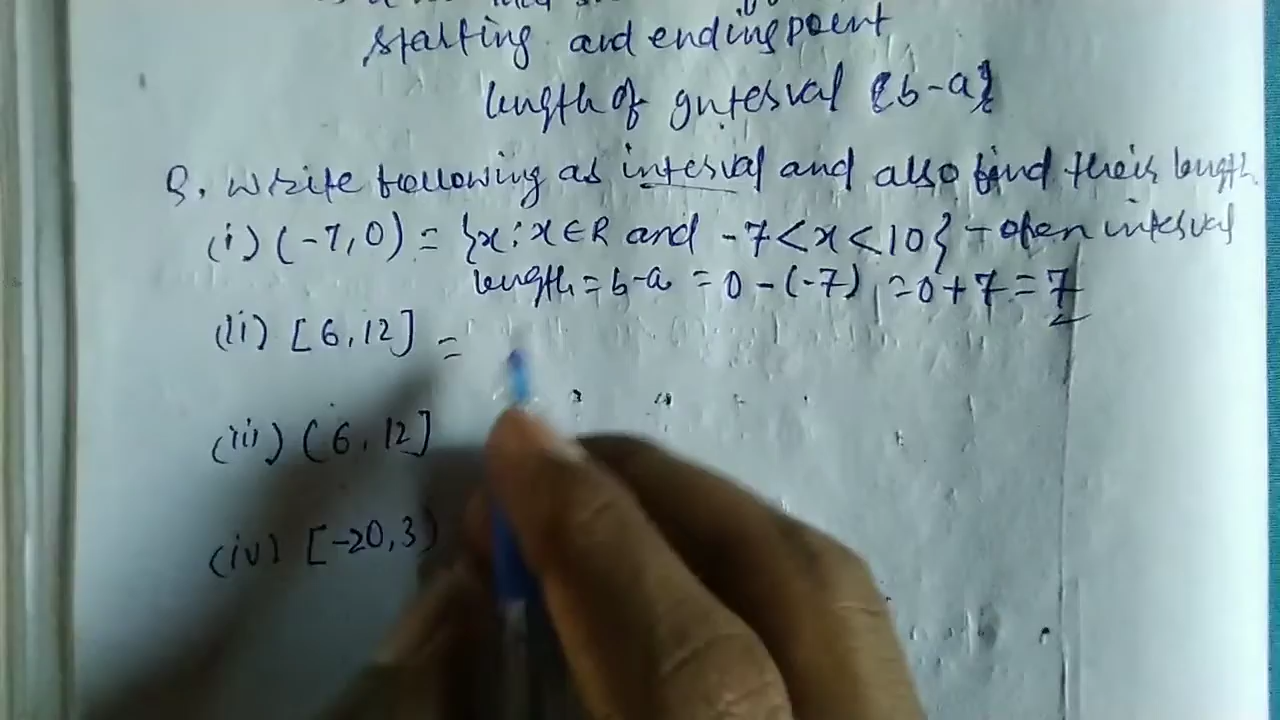 starting and ending point
length of interval {b-a}
Q. Write following as interval and also find their length.
(i) (-7,0) = {x:x∈R and -7<x<10} - open interval
length = b-a = 0-(-7) = 0+7 = 7
(ii) [6,12] =
(iii) (6,12]
(iv) [-20,3)